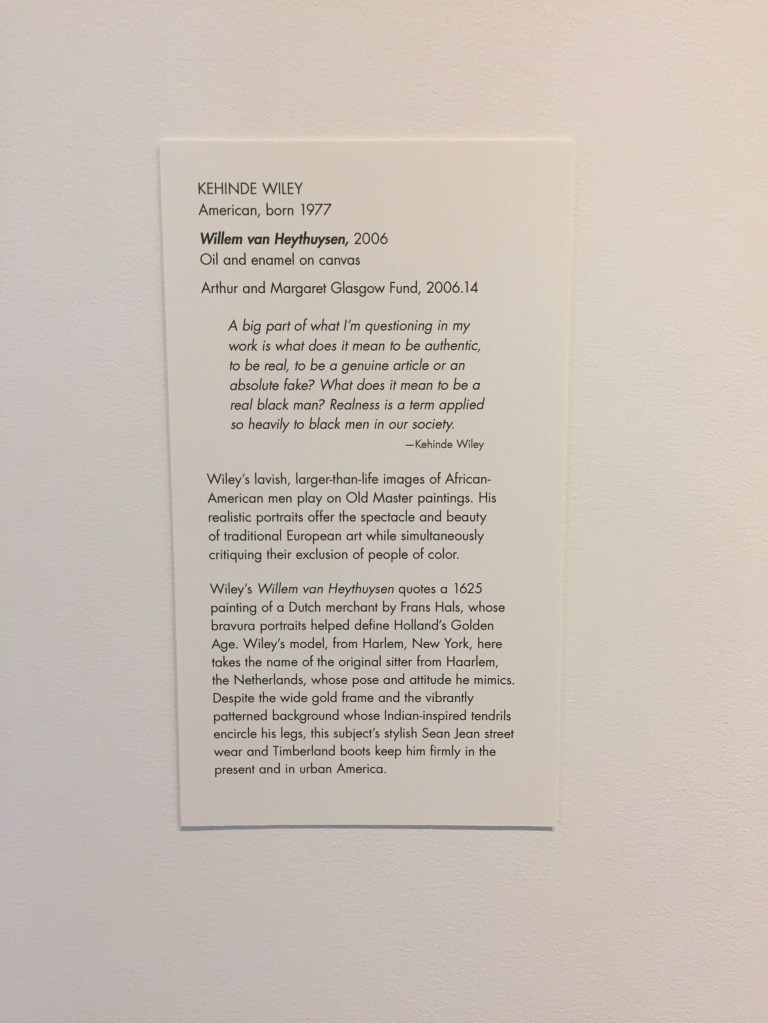 KEHINDE WILEY
American, born 1977
Willem van Heythuysen, 2006
Oil and enamel on canvas
Arthur and Margaret Glasgow Fund, 2006.14
A big part of what I'm questioning in my
work is what does it mean to be authentic,
to be real, to be a genuine article or an
absolute fake? What does it mean to be a
real black man? Realness is a term applied
so heavily to black men in our society.
—Kehinde Wiley
Wiley's lavish, larger-than-life images of African-
American men play on Old Master paintings. His
realistic portraits offer the spectacle and beauty
of traditional European art while simultaneously
critiquing their exclusion of people of color.
Wiley's Willem van Heythuysen quotes a 1625
painting of a Dutch merchant by Frans Hals, whose
bravura portraits helped define Holland's Golden
Age. Wiley's model, from Harlem, New York, here
takes the name of the original sitter from Haarlem,
the Netherlands, whose pose and attitude he mimics.
Despite the wide gold frame and the vibrantly
patterned background whose Indian-inspired tendrils
encircle his legs, this subject's stylish Sean Jean street
wear and Timberland boots keep him firmly in the
present and in urban America.